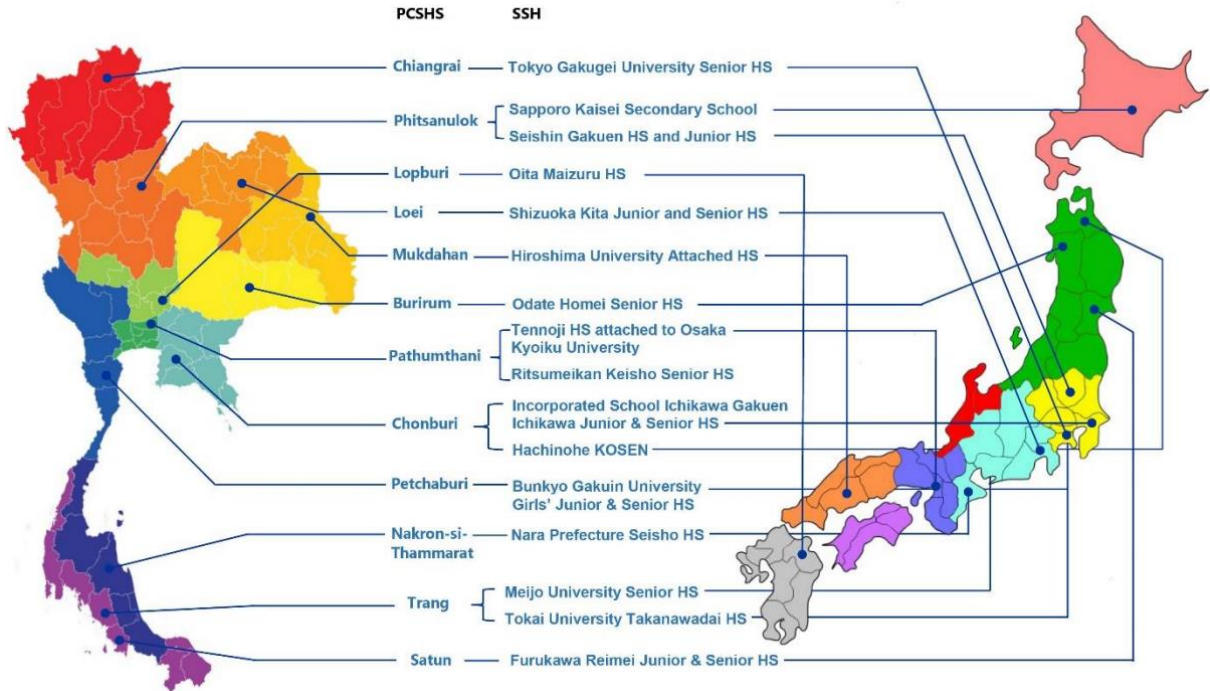 PCSHS SSH
Chiangrai Tokyo Gakugei University Senior HS
Phitsanulok Sapporo Kaisei Secondary School
Seishin Gakuen HS and Junior HS
Lopburi Oita Maizuru HS
Loei Shizuoka Kita Junior and Senior HS
Mukdahan Hiroshima University Attached HS
Burirum Odate Homei Senior HS
Pathumthani Tennoji HS attached to Osaka
Kyoiku University
Ritsumeikan Keisho Senior HS
Chonburi Incorporated School Ichikawa Gakuen
Ichikawa Junior & Senior HS
Hachinohe KOSEN
Petchaburi Bunkyo Gakuin University
Girls' Junior & Senior HS
Nakron-si-
Thammarat Nara Prefecture Seisho HS
Trang Meijo University Senior HS
Tokai University Takanawadai HS
Satun Furukawa Reimei Junior & Senior HS